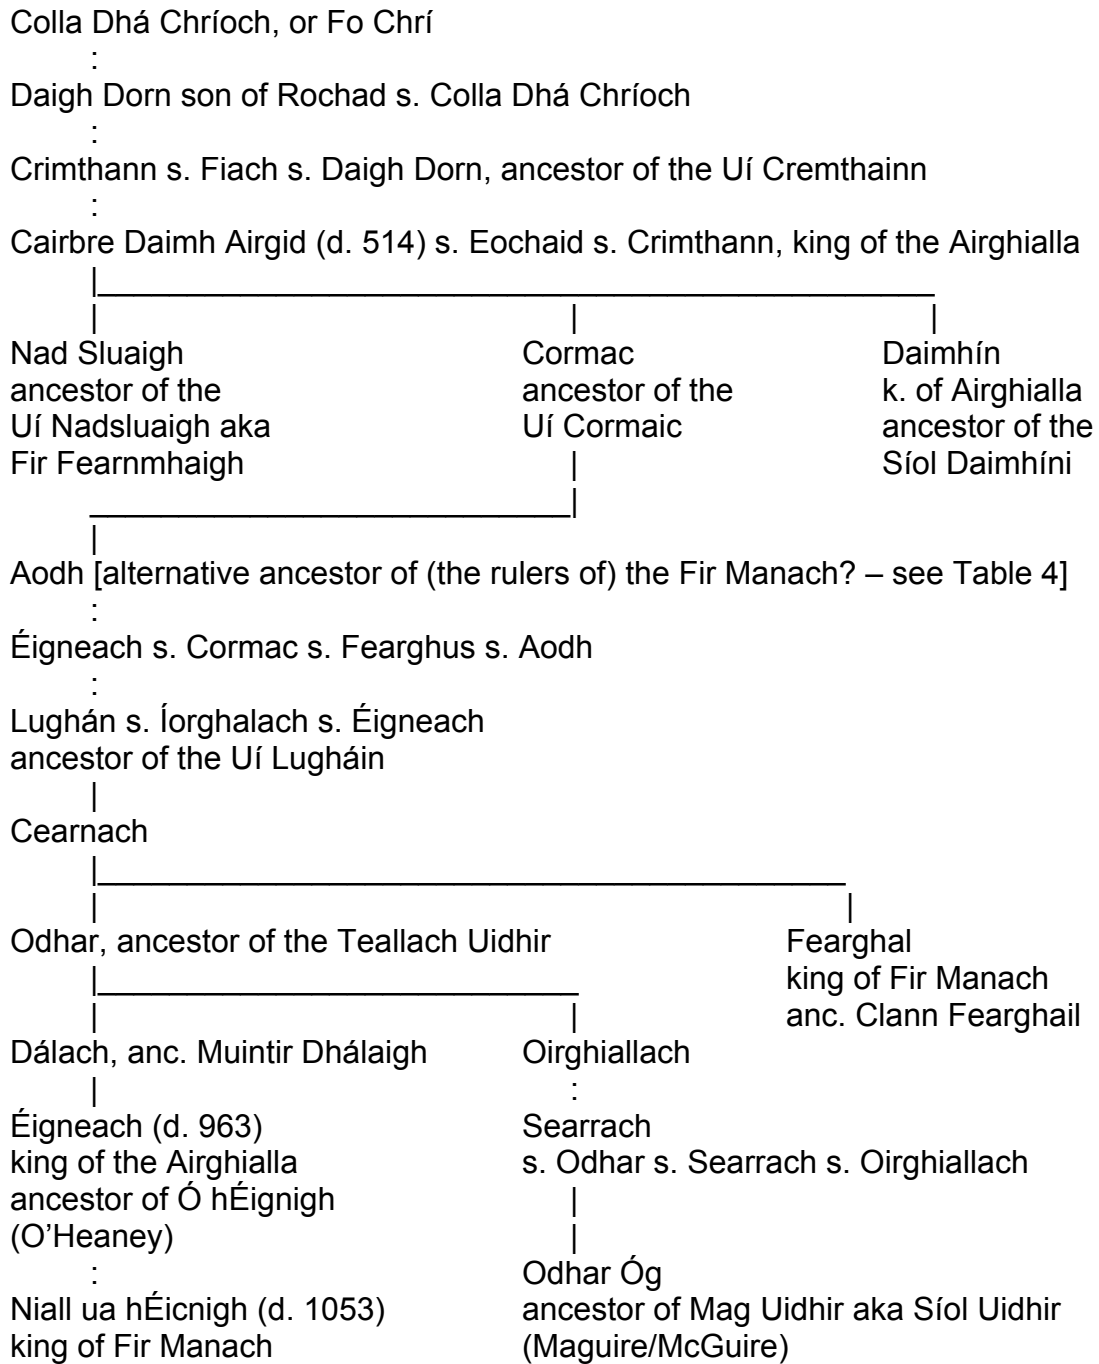 Colla Dhá Chríoch, or Fo Chrí
:
Daigh Dorn son of Rochad s. Colla Dhá Chríoch
:
Crimthann s. Fiach s. Daigh Dorn, ancestor of the Uí Cremthainn
:
Cairbre Daimh Airgid (d. 514) s. Eochaid s. Crimthann, king of the Airghialla
Nad Sluaigh Cormac Daimhín
ancestor of the ancestor of the k. of Airghialla
Uí Nadsluaigh aka Uí Cormaic ancestor of the
Fir Fearnmhaigh Síol Daimhíni
Aodh [alternative ancestor of (the rulers of) the Fir Manach? – see Table 4]
:
Éigneach s. Cormac s. Fearghus s. Aodh
:
Lughán s. Íorghalach s. Éigneach
ancestor of the Uí Lugháin
Cearnach
Odhar, ancestor of the Teallach Uidhir Fearghal
king of Fir Manach
anc. Clann Fearghail
Dálach, anc. Muintir Dhálaigh Oirghiallach
:
Éigneach (d. 963) Searrach
king of the Airghialla s. Odhar s. Searrach s. Oirghiallach
ancestor of Ó hÉignigh
(O’Heaney)
: Odhar Óg
Niall ua hÉicnigh (d. 1053) ancestor of Mag Uidhir aka Síol Uidhir
king of Fir Manach (Maguire/McGuire)